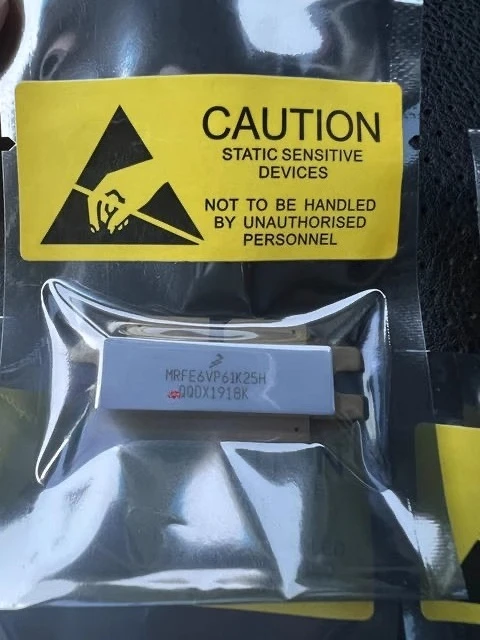 CAUTION
STATIC SENSITIVE
DEVICES
NOT TO BE HANDLED
BY UNAUTHORISED
PERSONNEL
MRFE6VP61K25H
QQDX1918K